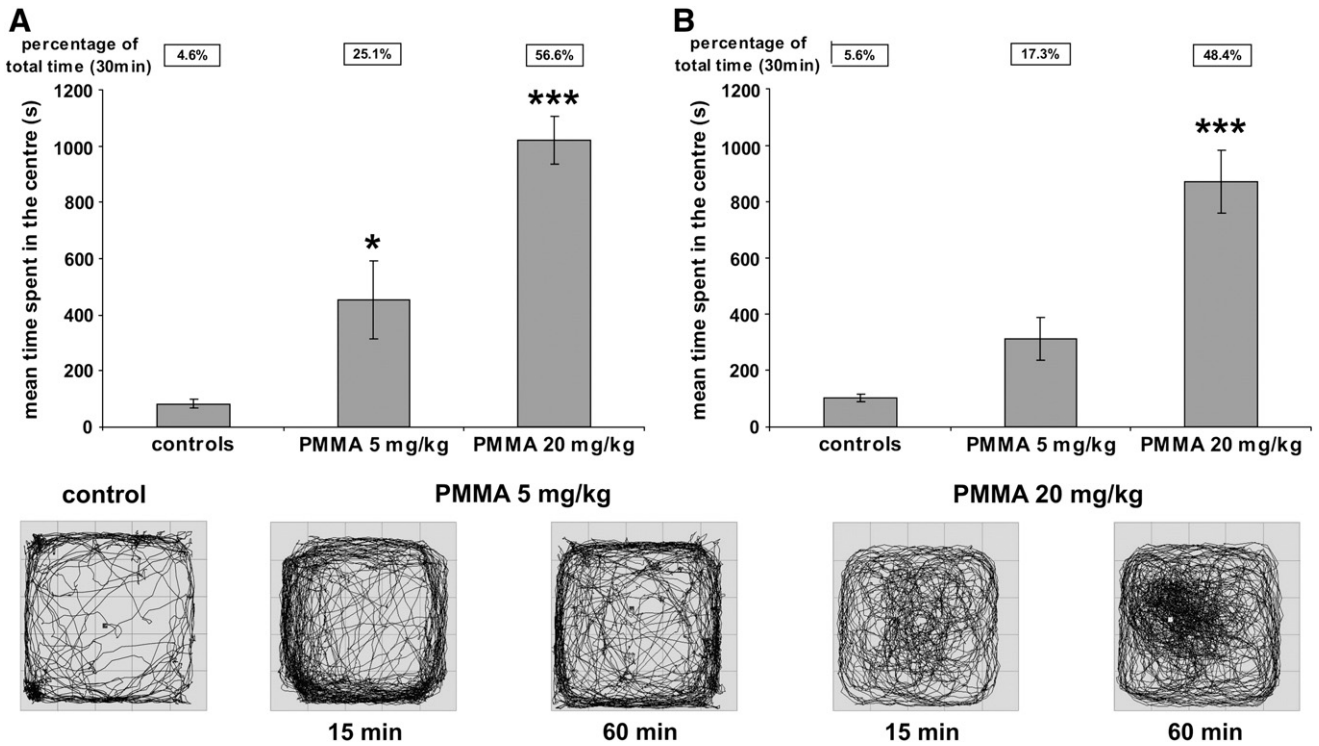 A
percentage of
total time (30min)
4.6%
25.1%
56.6%
mean time spent in the centre (s)
1200
1000
800
600
400
200
0
*
***
controls
PMMA 5 mg/kg
PMMA 20 mg/kg
B
percentage of
total time (30min)
5.6%
17.3%
48.4%
mean time spent in the centre (s)
1200
1000
800
600
400
200
0
***
controls
PMMA 5 mg/kg
PMMA 20 mg/kg
control
PMMA 5 mg/kg
PMMA 20 mg/kg
15 min
60 min
15 min
60 min